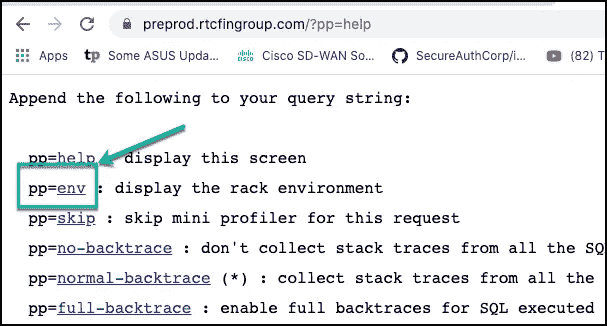 preprod.rtcfingroup.com/?pp=help
Apps tp Some ASUS Upda... CISCO Cisco SD-WAN So... SecureAuthCorp/i... (82) T
Append the following to your query string:
pp=help : display this screen
pp=env : display the rack environment
pp=skip : skip mini profiler for this request
pp=no-backtrace : don't collect stack traces from all the SQ
pp=normal-backtrace (*) : collect stack traces from all the
pp=full-backtrace : enable full backtraces for SQL executed